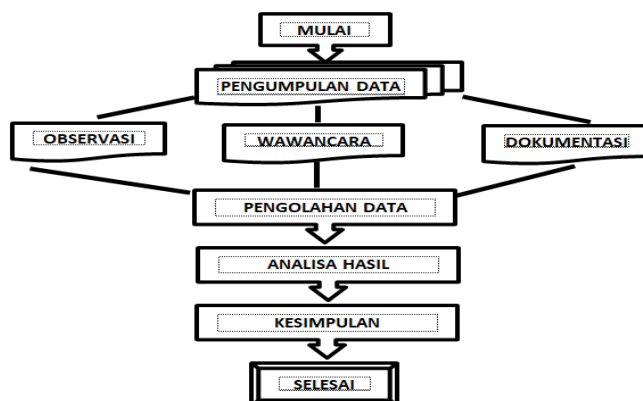 MULAI
PENGUMPULAN DATA
OBSERVASI
WAWANCARA
DOKUMENTASI
PENGOLAHAN DATA
ANALISA HASIL
KESIMPULAN
SELESAI